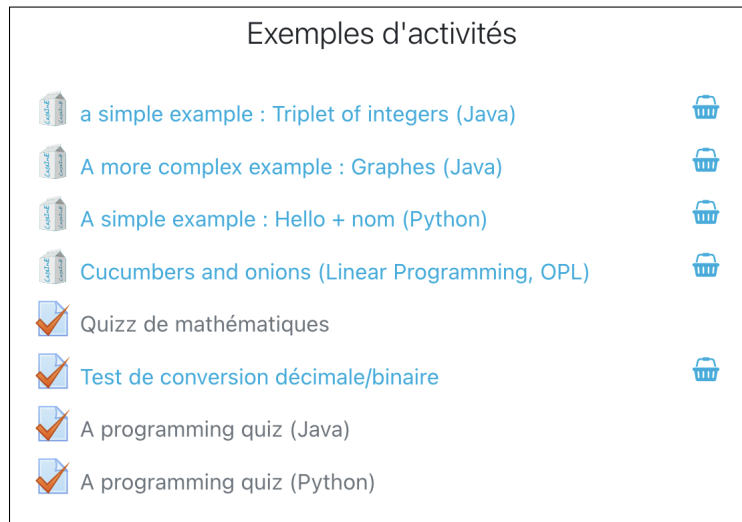 Exemples d'activités
a simple example : Triplet of integers (Java)
A more complex example : Graphes (Java)
A simple example : Hello + nom (Python)
Cucumbers and onions (Linear Programming, OPL)
Quizz de mathématiques
Test de conversion décimale/binaire
A programming quiz (Java)
A programming quiz (Python)